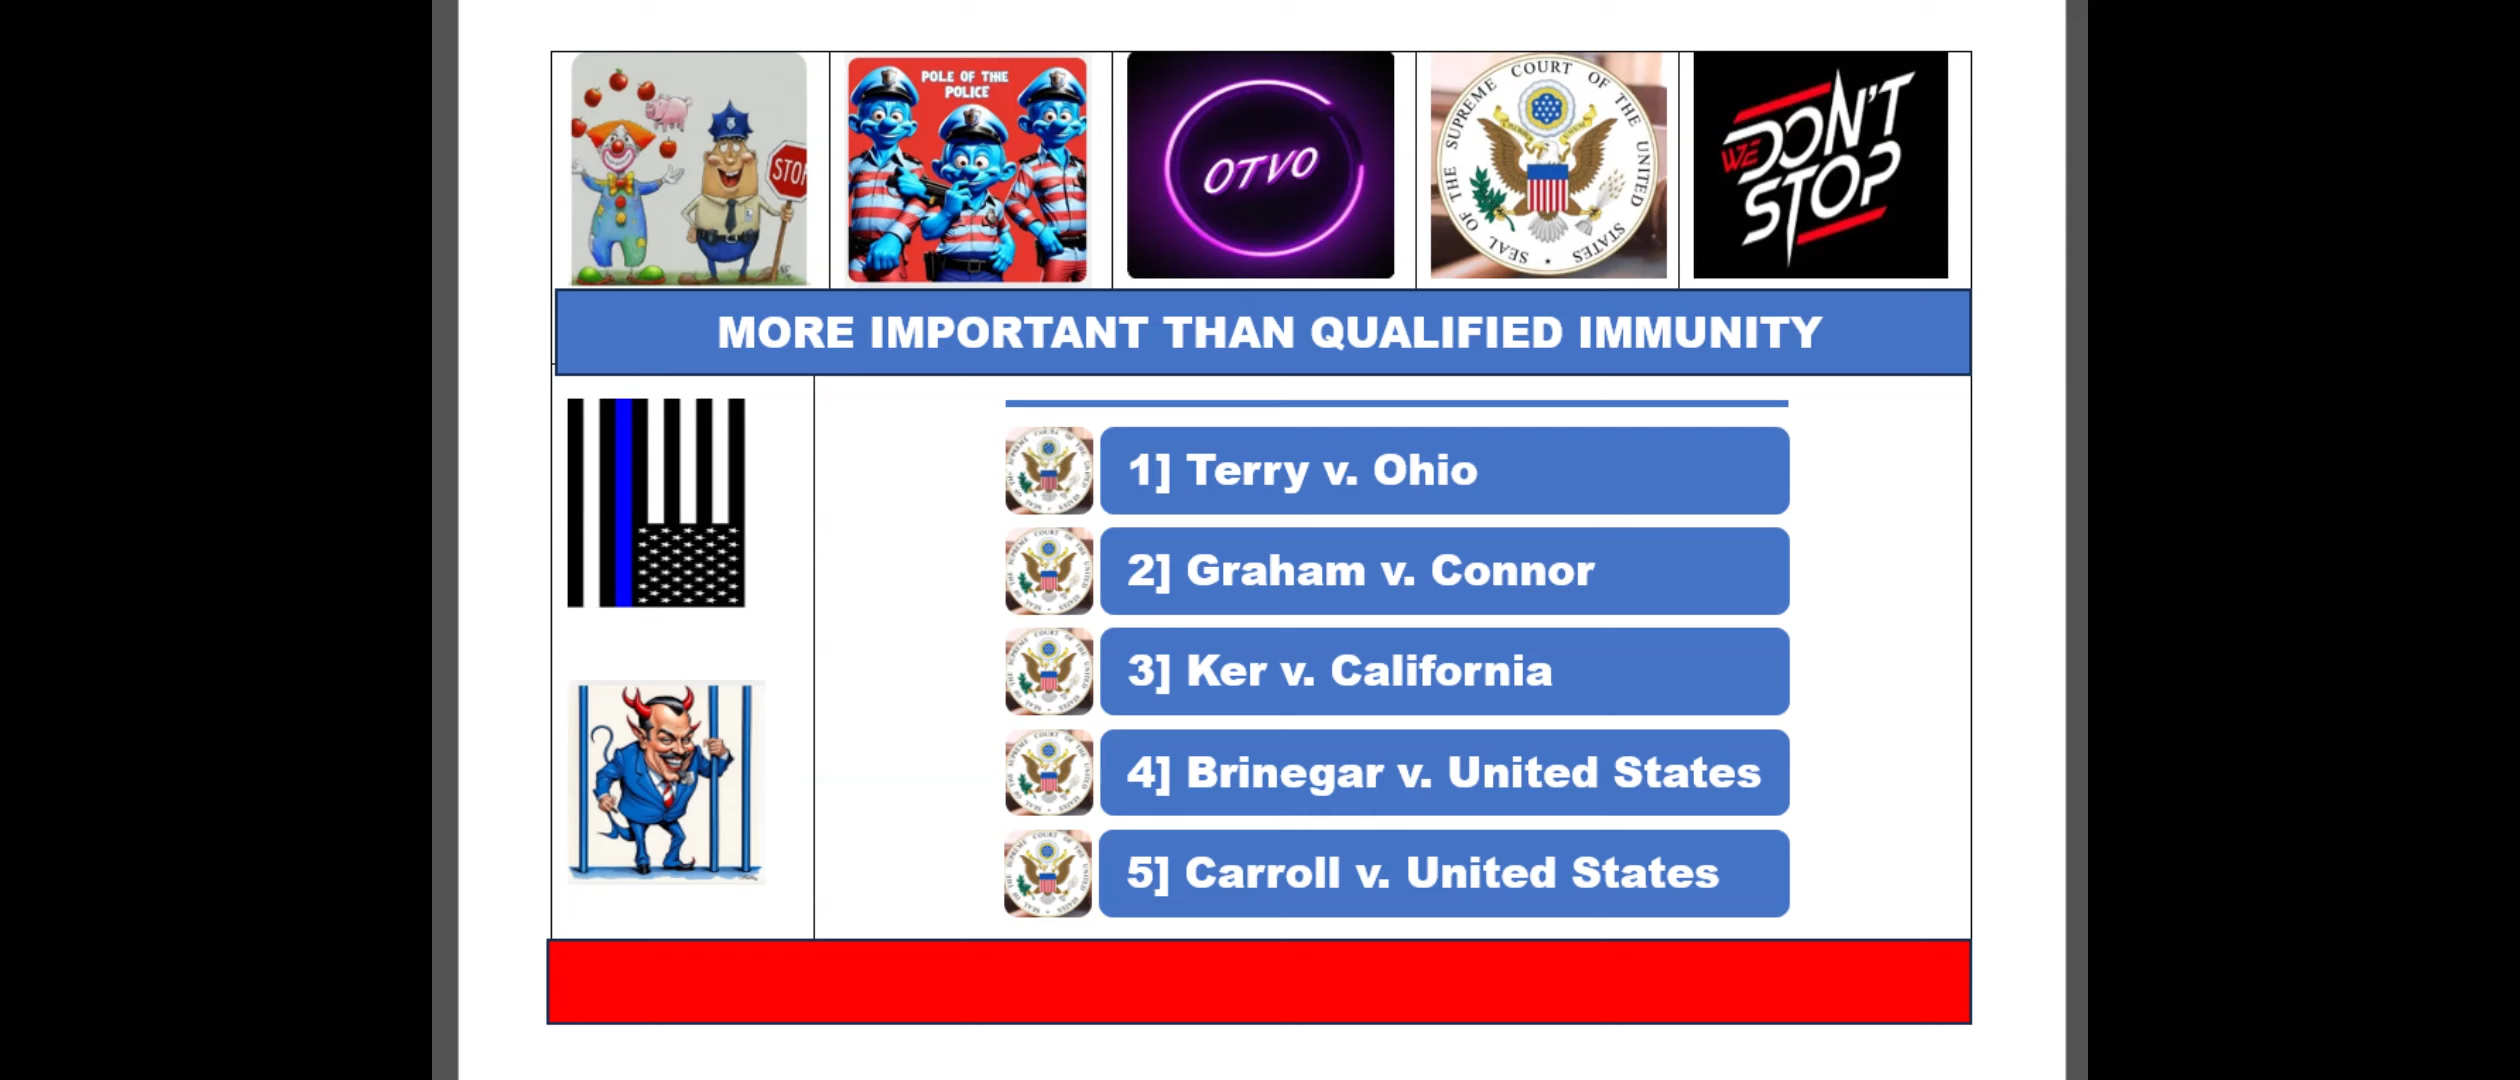 STOP
POLE OF THIE
POLICE
OTVO
SEAL OF THE SUPREME COURT OF THE UNITED STATES
WE DON'T
STOP
MORE IMPORTANT THAN QUALIFIED IMMUNITY
1] Terry v. Ohio
2] Graham v. Connor
3] Ker v. California
4] Brinegar v. United States
5] Carroll v. United States